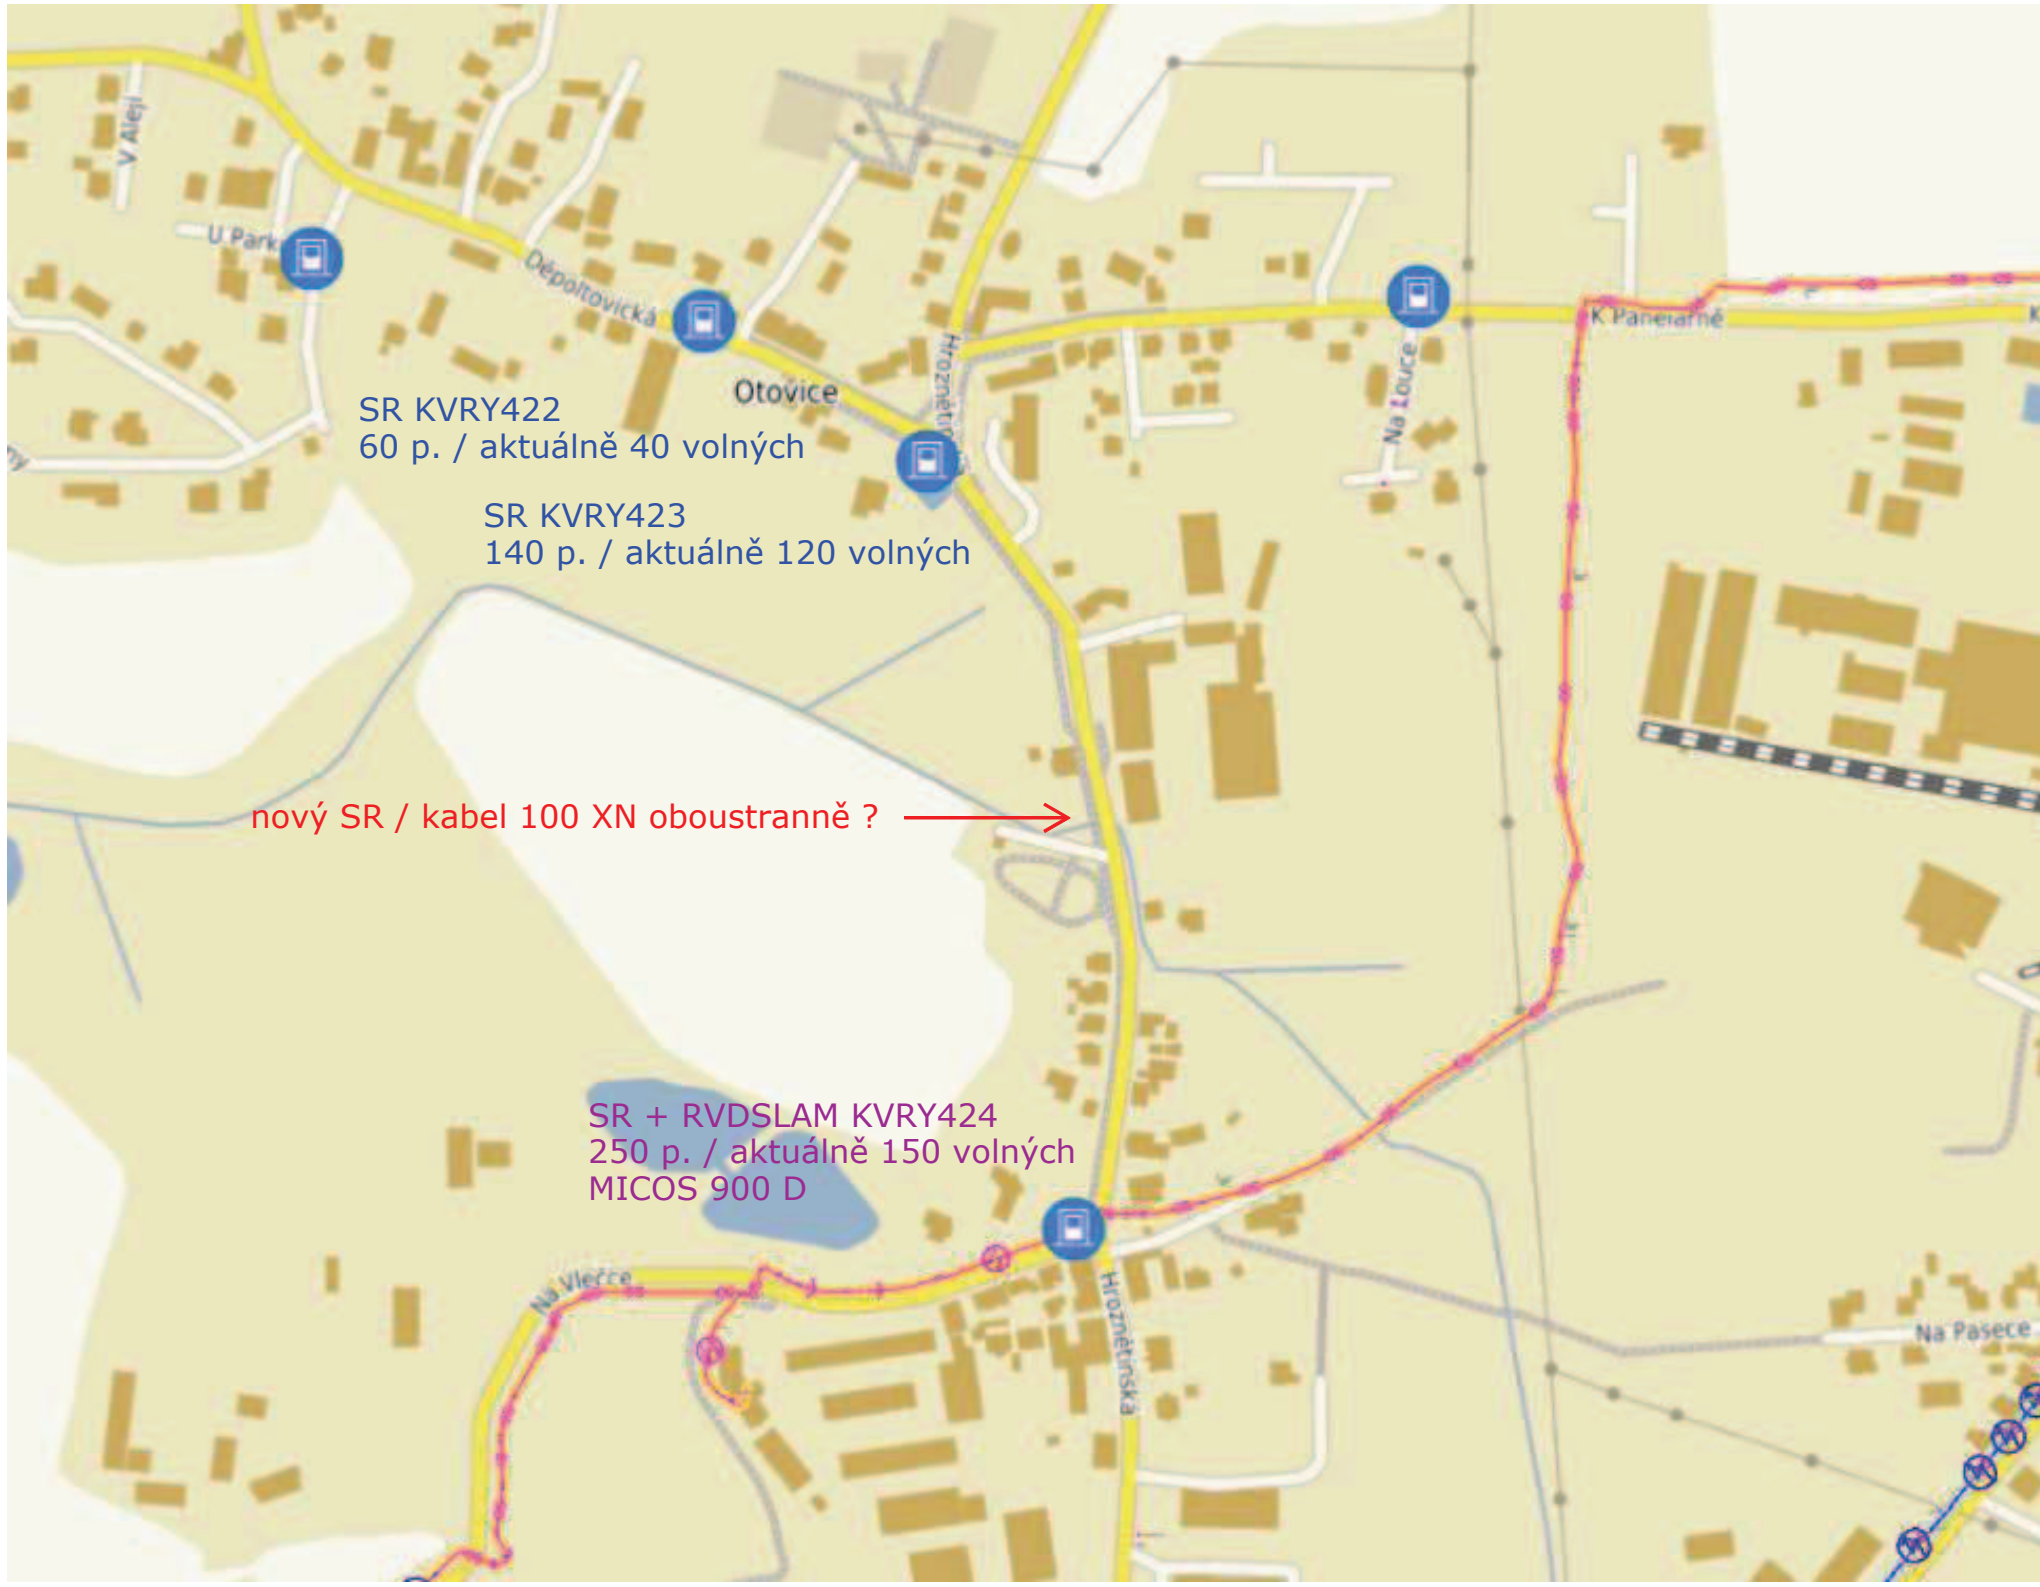 V Alejí
U Parku
Děpoltovická
Otovice
Hroznětínská
K Panelárně
K
Na Louce
SR KVRY422
60 p. / aktuálně 40 volných
SR KVRY423
140 p. / aktuálně 120 volných
nový SR / kabel 100 XN oboustranně ?
SR + RVDSLAM KVRY424
250 p. / aktuálně 150 volných
MICOS 900 D
Na Vlečce
Hroznětínská
Na Pasece